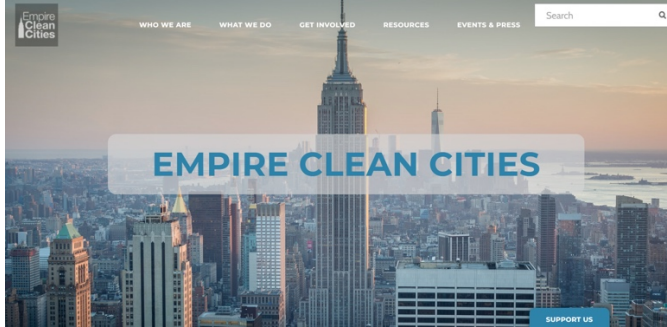 Empire
Clean
Cities
WHO WE ARE
WHAT WE DO
GET INVOLVED
RESOURCES
EVENTS & PRESS
Search
EMPIRE CLEAN CITIES
SUPPORT US